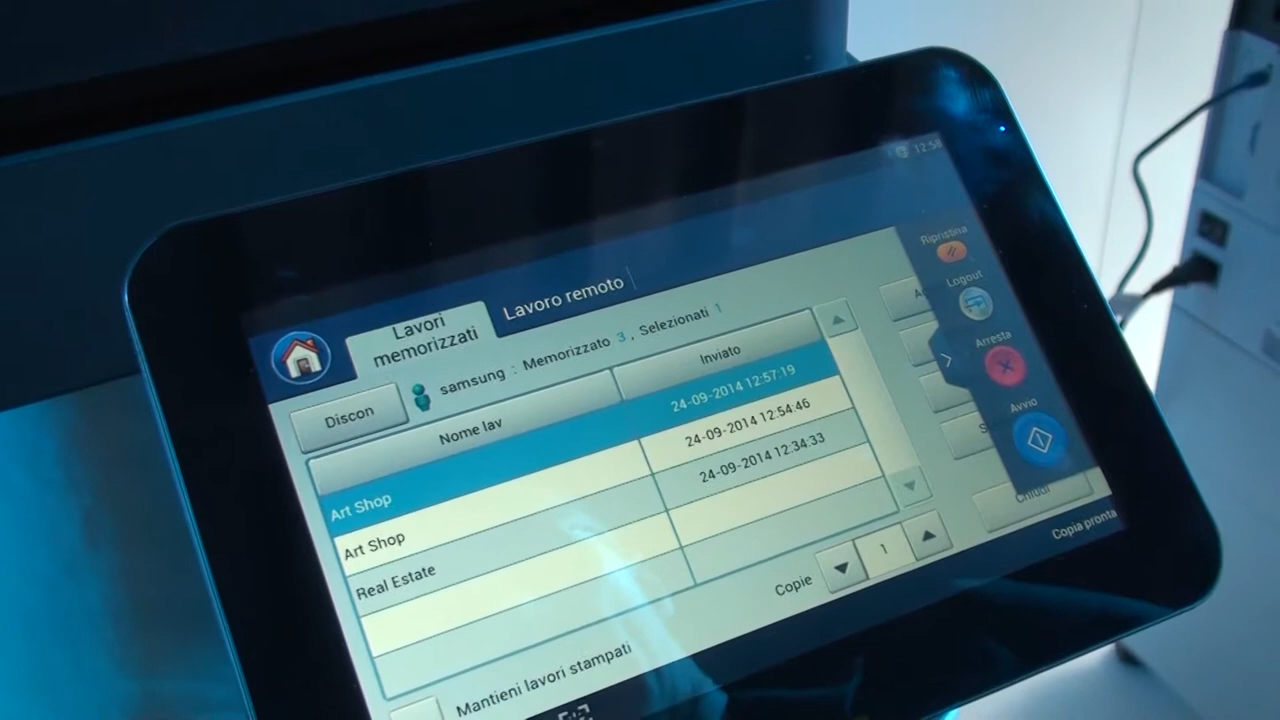 12:58
Ripristina
Logout
Arresta
Avvio
Lavori memorizzati
Lavoro remoto
Discon
samsung : Memorizzato 3 , Selezionati 1
Nome lav Inviato
Art Shop 24-09-2014 12:57:19
Art Shop 24-09-2014 12:54:46
Real Estate 24-09-2014 12:34:33
Copie 1
Chiudi
Copia pronta
Mantieni lavori stampati